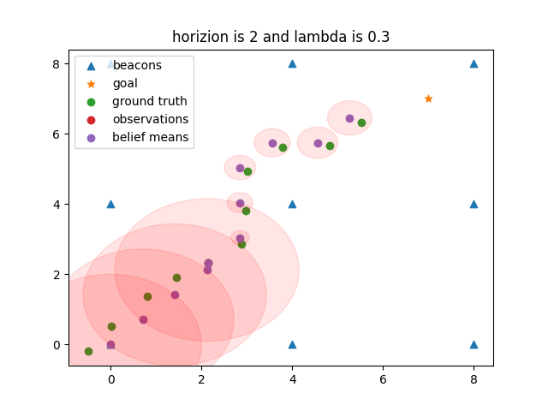 horizion is 2 and lambda is 0.3
8
6
4
2
0
beacons
goal
ground truth
observations
belief means
0
2
4
6
8